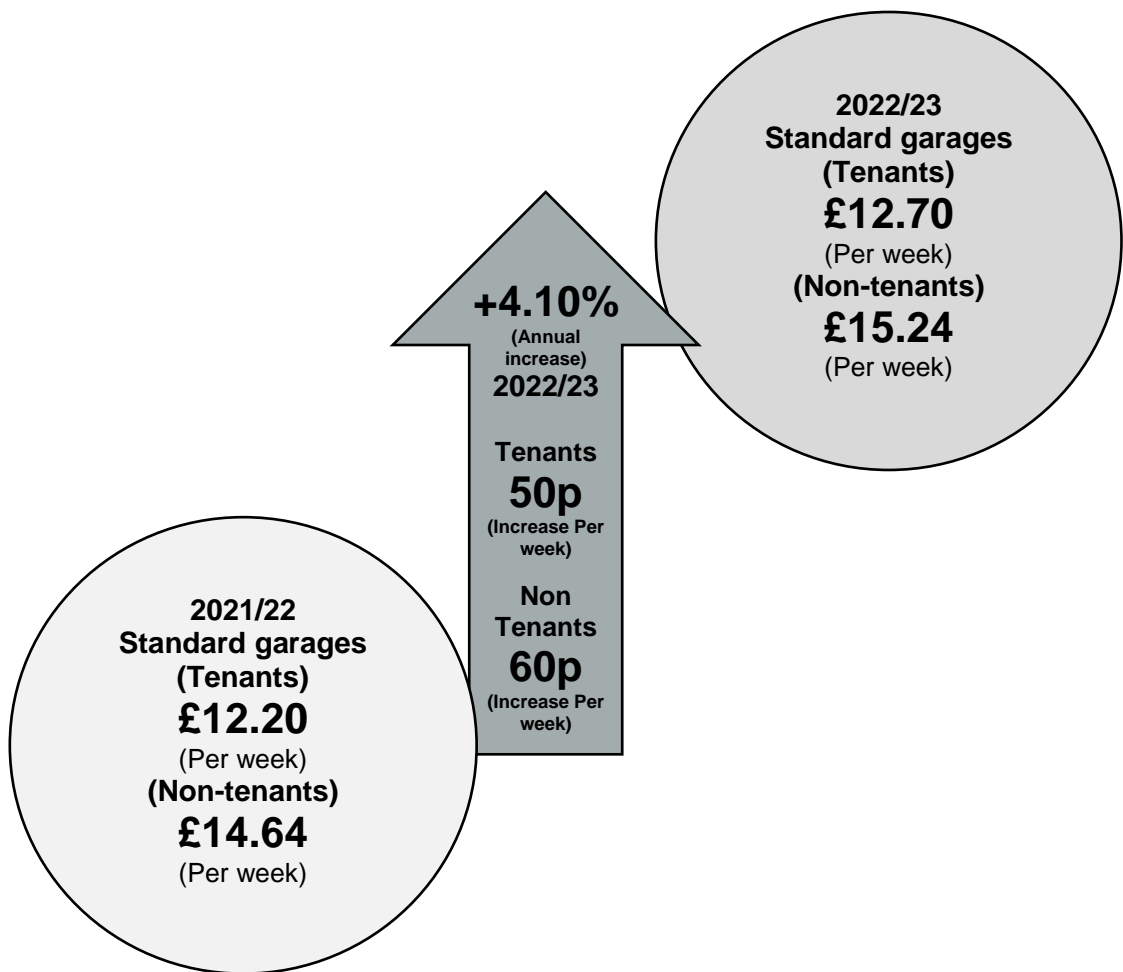 2022/23
Standard garages
(Tenants)
£12.70
(Per week)
(Non-tenants)
£15.24
(Per week)
+4.10%
(Annual
increase)
2022/23
Tenants
50p
(Increase Per
week)
Non
Tenants
60p
(Increase Per
week)
2021/22
Standard garages
(Tenants)
£12.20
(Per week)
(Non-tenants)
£14.64
(Per week)